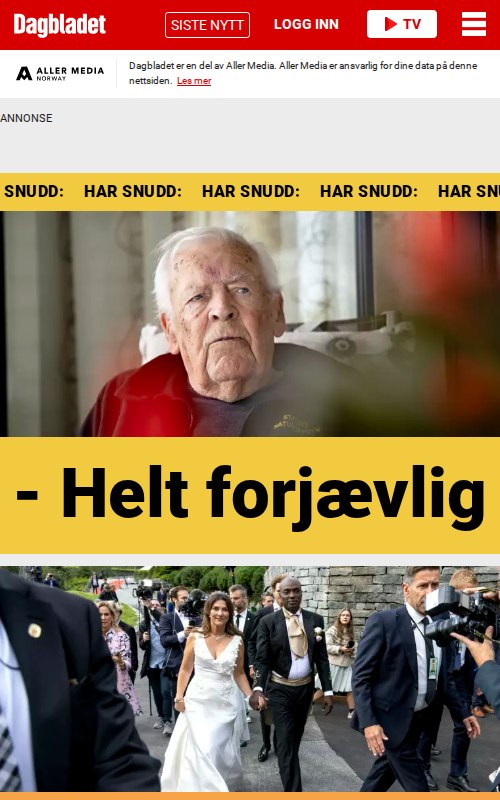 Dagbladet
SISTE NYTT
LOGG INN
TV
ALLER MEDIA
NORWAY
Dagbladet er en del av Aller Media. Aller Media er ansvarlig for dine data på denne
nettsiden. Les mer
ANNONSE
SNUDD: HAR SNUDD: HAR SNUDD: HAR SNUDD: HAR SNU
- Helt forjævlig